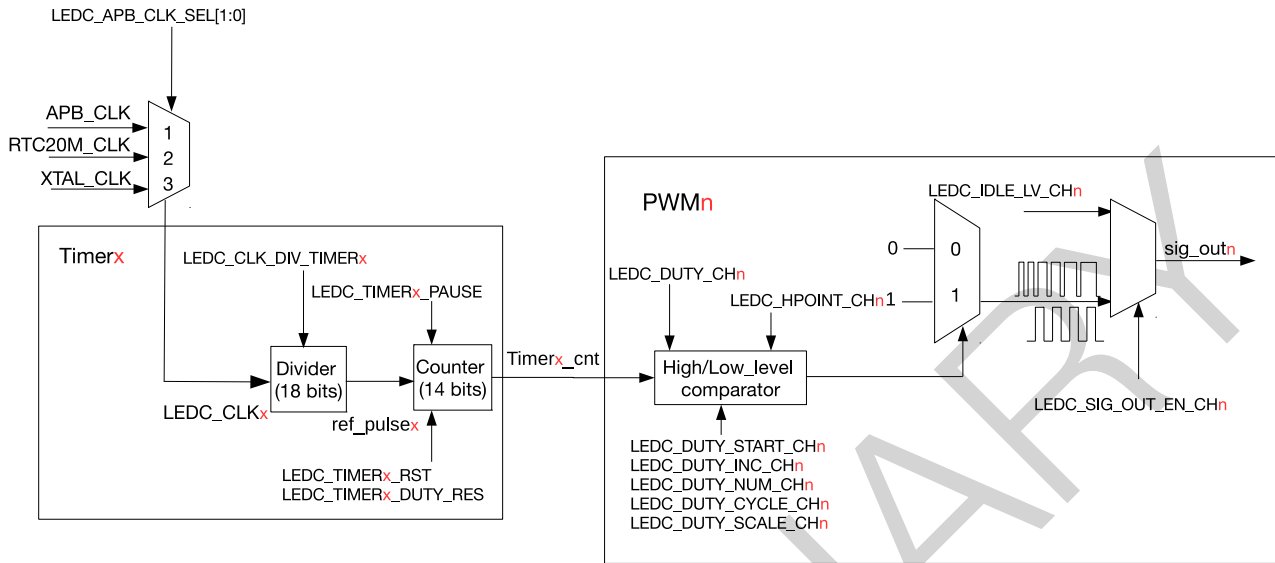 LEDC_APB_CLK_SEL[1:0]
APB_CLK
RTC20M_CLK
XTAL_CLK
1
2
3
Timerx
LEDC_CLK_DIV_TIMERx
LEDC_TIMERx_PAUSE
Divider
(18 bits)
Counter
(14 bits)
LEDC_CLKx
ref_pulsex
LEDC_TIMERx_RST
LEDC_TIMERx_DUTY_RES
Timerx_cnt
PWMn
LEDC_DUTY_CHn
LEDC_HPOINT_CHn
High/Low_level
comparator
LEDC_DUTY_START_CHn
LEDC_DUTY_INC_CHn
LEDC_DUTY_NUM_CHn
LEDC_DUTY_CYCLE_CHn
LEDC_DUTY_SCALE_CHn
0
1
0
1
LEDC_IDLE_LV_CHn
sig_outn
LEDC_SIG_OUT_EN_CHn
NARY